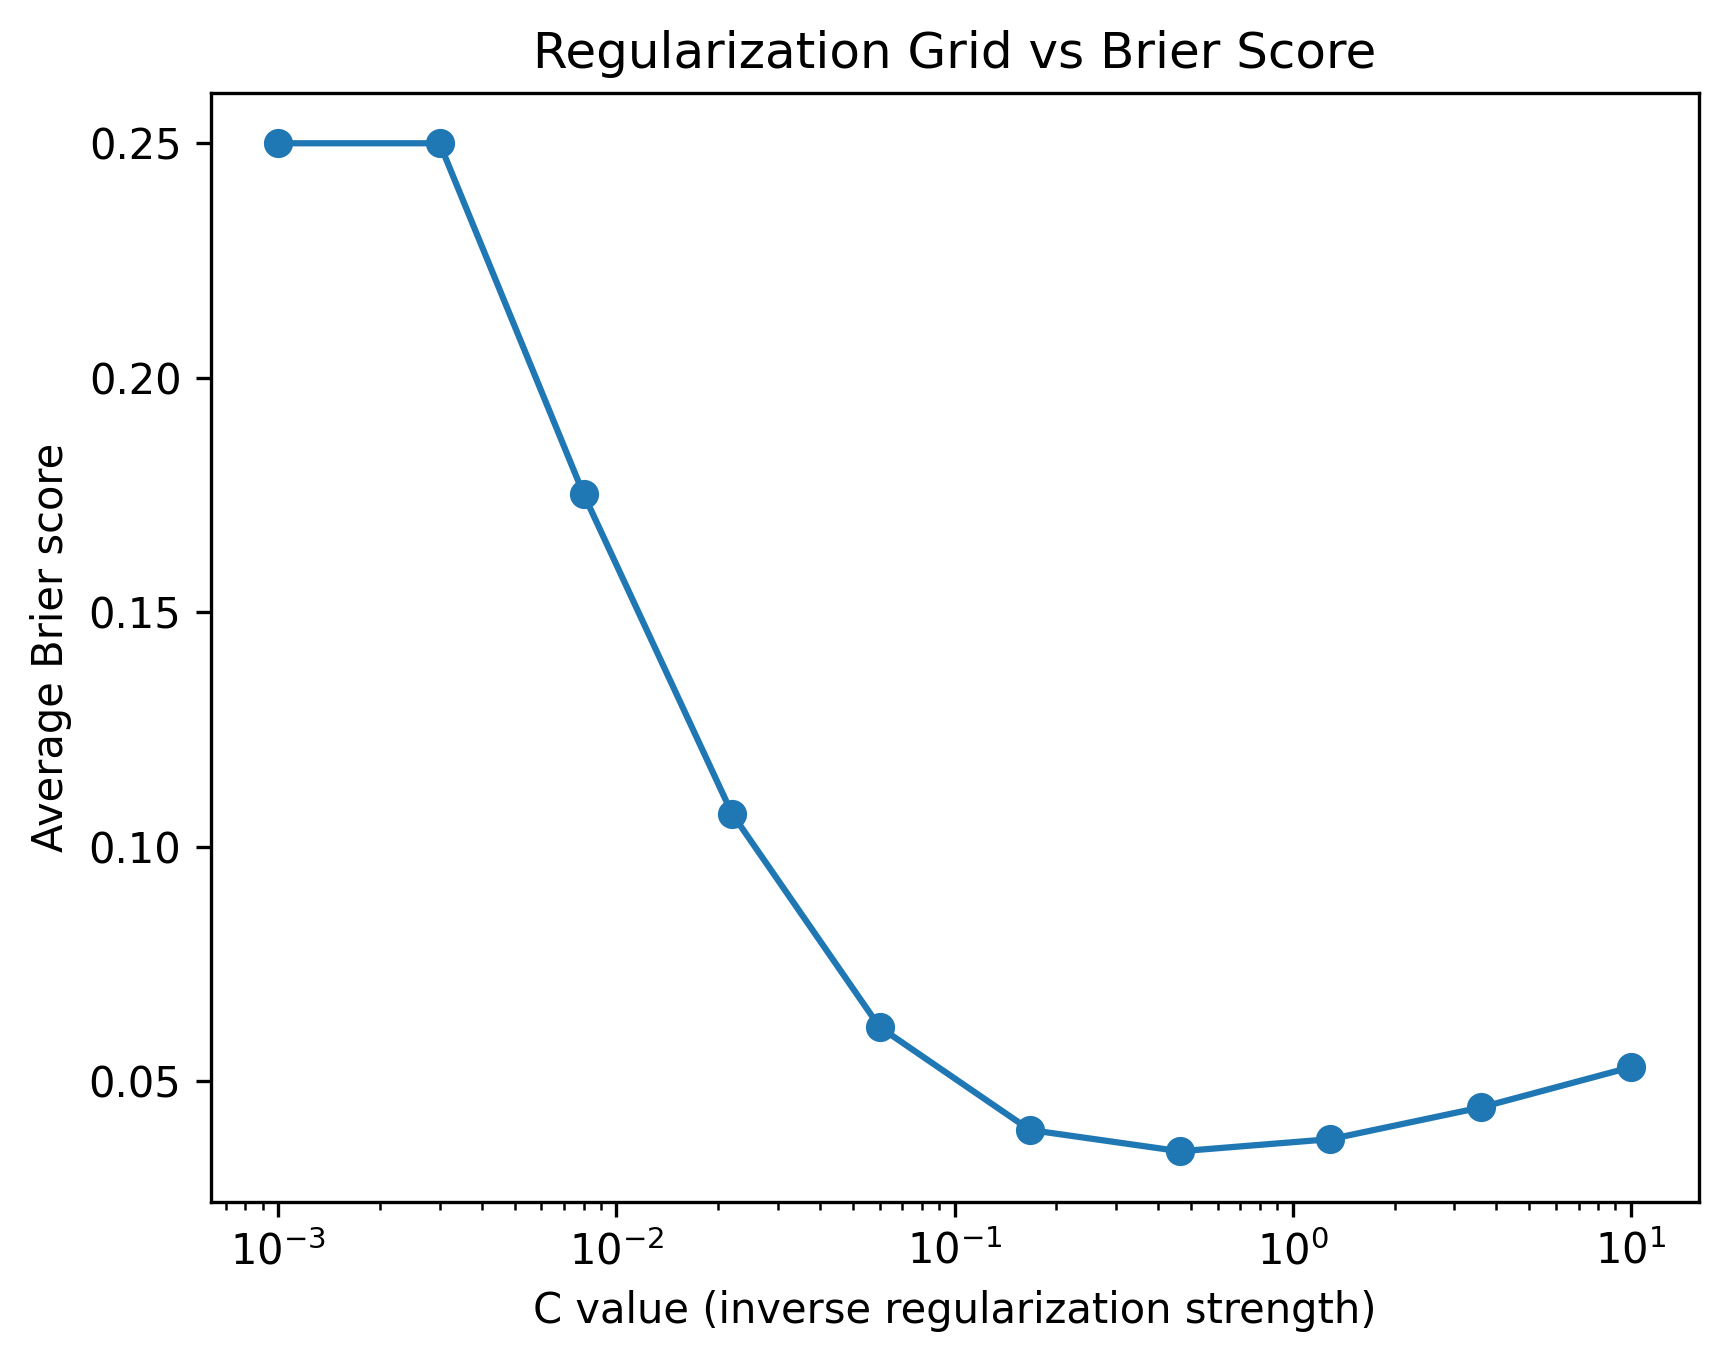 Regularization Grid vs Brier Score
Average Brier score
0.25
0.20
0.15
0.10
0.05
10⁻³ 10⁻² 10⁻¹ 10⁰ 10¹
C value (inverse regularization strength)